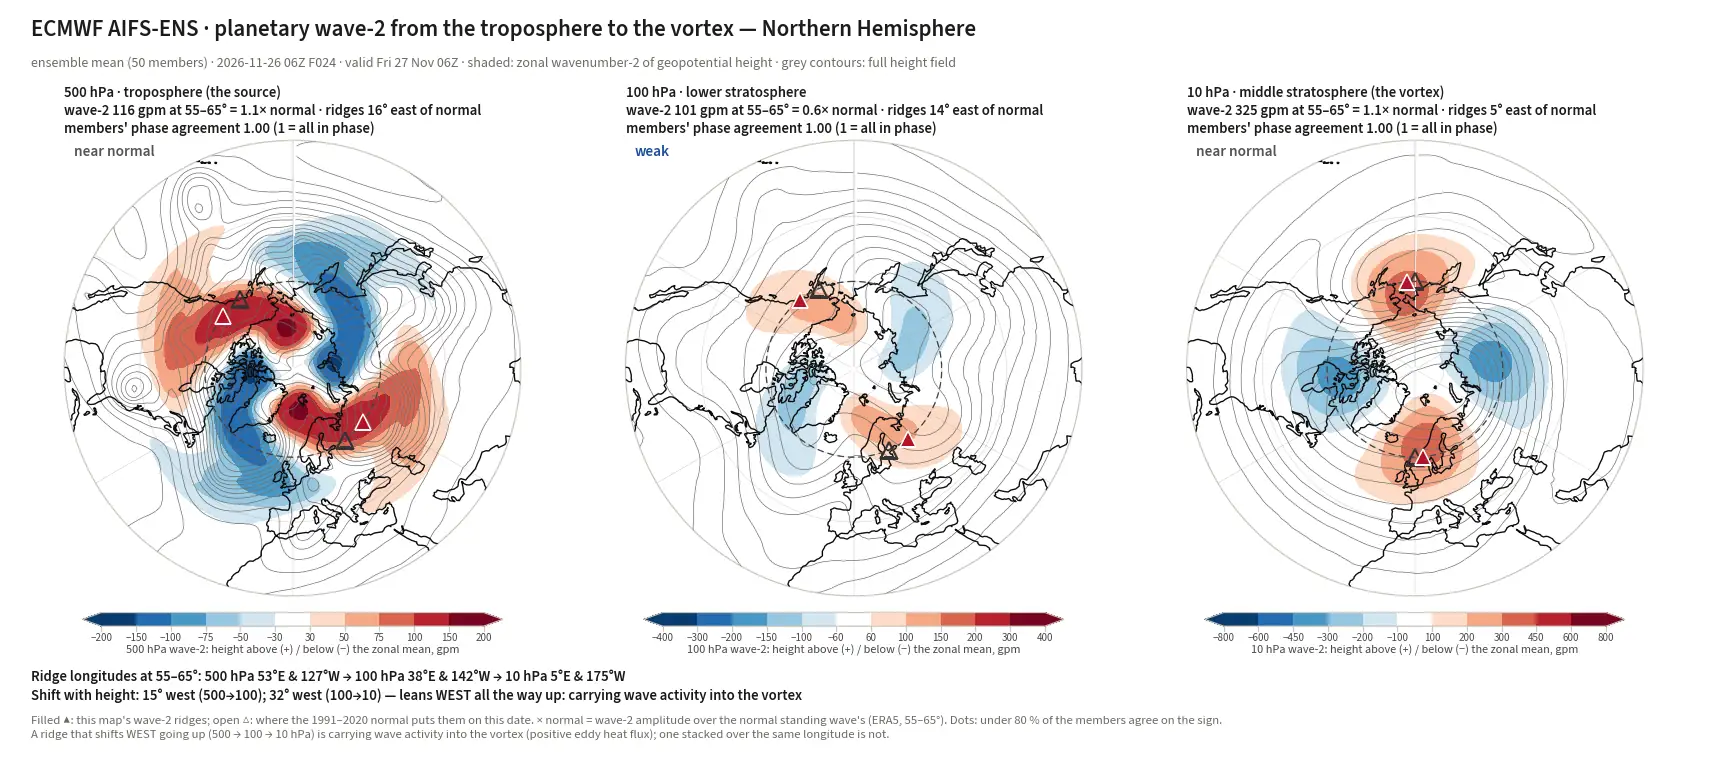 ECMWF AIFS-ENS · planetary wave-2 from the troposphere to the vortex — Northern Hemisphere
ensemble mean (50 members) · 2026-11-26 06Z F024 · valid Fri 27 Nov 06Z · shaded: zonal wavenumber-2 of geopotential height · grey contours: full height field
500 hPa · troposphere (the source)
wave-2 116 gpm at 55–65° = 1.1× normal · ridges 16° east of normal
members' phase agreement 1.00 (1 = all in phase)
near normal
100 hPa · lower stratosphere
wave-2 101 gpm at 55–65° = 0.6× normal · ridges 14° east of normal
members' phase agreement 1.00 (1 = all in phase)
weak
10 hPa · middle stratosphere (the vortex)
wave-2 325 gpm at 55–65° = 1.1× normal · ridges 5° east of normal
members' phase agreement 1.00 (1 = all in phase)
near normal
−200 −150 −100 −75 −50 −30 30 50 75 100 150 200
500 hPa wave-2: height above (+) / below (−) the zonal mean, gpm
−400 −300 −200 −150 −100 −60 60 100 150 200 300 400
100 hPa wave-2: height above (+) / below (−) the zonal mean, gpm
−800 −600 −450 −300 −200 −100 100 200 300 450 600 800
10 hPa wave-2: height above (+) / below (−) the zonal mean, gpm
Ridge longitudes at 55–65°: 500 hPa 53°E & 127°W → 100 hPa 38°E & 142°W → 10 hPa 5°E & 175°W
Shift with height: 15° west (500→100); 32° west (100→10) — leans WEST all the way up: carrying wave activity into the vortex
Filled ▲: this map's wave-2 ridges; open △: where the 1991–2020 normal puts them on this date. × normal = wave-2 amplitude over the normal standing wave's (ERA5, 55–65°). Dots: under 80 % of the members agree on the sign.
A ridge that shifts WEST going up (500 → 100 → 10 hPa) is carrying wave activity into the vortex (positive eddy heat flux); one stacked over the same longitude is not.